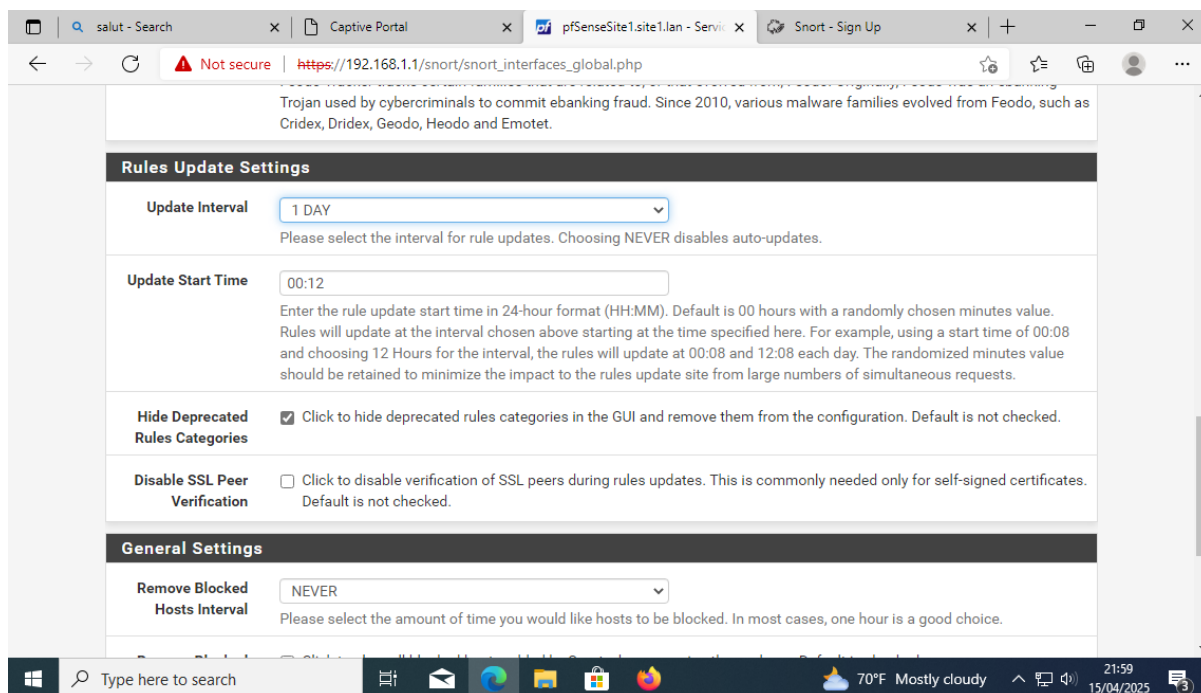 salut - Search
Captive Portal
pfSenseSite1.site1.lan - Servic
Snort - Sign Up
Not secure
https://192.168.1.1/snort/snort_interfaces_global.php
Trojan used by cybercriminals to commit ebanking fraud. Since 2010, various malware families evolved from Feodo, such as
Cridex, Dridex, Geodo, Heodo and Emotet.
Rules Update Settings
Update Interval
1 DAY
Please select the interval for rule updates. Choosing NEVER disables auto-updates.
Update Start Time
00:12
Enter the rule update start time in 24-hour format (HH:MM). Default is 00 hours with a randomly chosen minutes value.
Rules will update at the interval chosen above starting at the time specified here. For example, using a start time of 00:08
and choosing 12 Hours for the interval, the rules will update at 00:08 and 12:08 each day. The randomized minutes value
should be retained to minimize the impact to the rules update site from large numbers of simultaneous requests.
Hide Deprecated
Rules Categories
Click to hide deprecated rules categories in the GUI and remove them from the configuration. Default is not checked.
Disable SSL Peer
Verification
Click to disable verification of SSL peers during rules updates. This is commonly needed only for self-signed certificates.
Default is not checked.
General Settings
Remove Blocked
Hosts Interval
NEVER
Please select the amount of time you would like hosts to be blocked. In most cases, one hour is a good choice.
Type here to search
70°F Mostly cloudy
21:59
15/04/2025
3